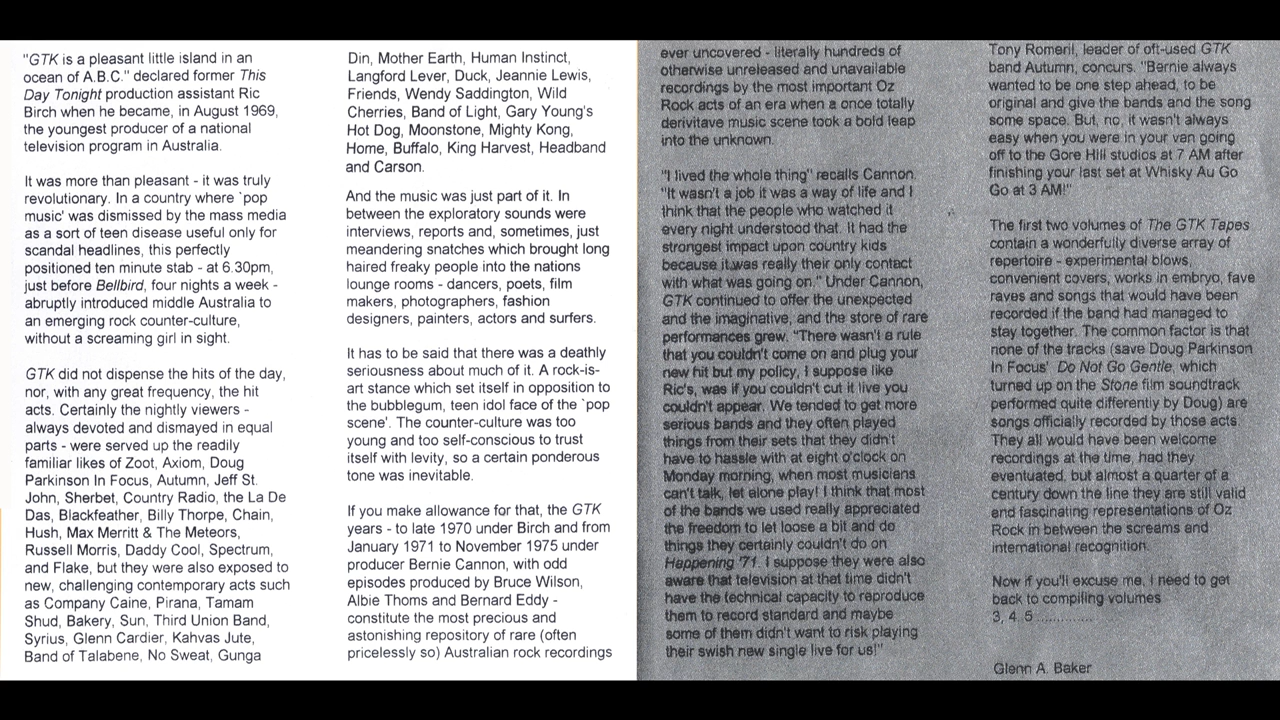 "GTK is a pleasant little island in an
ocean of A.B.C." declared former This
Day Tonight production assistant Ric
Birch when he became, in August 1969,
the youngest producer of a national
television program in Australia.
It was more than pleasant - it was truly
revolutionary. In a country where `pop
music' was dismissed by the mass media
as a sort of teen disease useful only for
scandal headlines, this perfectly
positioned ten minute stab - at 6.30pm,
just before Bellbird, four nights a week -
abruptly introduced middle Australia to
an emerging rock counter-culture,
without a screaming girl in sight.
GTK did not dispense the hits of the day,
nor, with any great frequency, the hit
acts. Certainly the nightly viewers -
always devoted and dismayed in equal
parts - were served up the readily
familiar likes of Zoot, Axiom, Doug
Parkinson In Focus, Autumn, Jeff St.
John, Sherbet, Country Radio, the La De
Das, Blackfeather, Billy Thorpe, Chain,
Hush, Max Merritt & The Meteors,
Russell Morris, Daddy Cool, Spectrum,
and Flake, but they were also exposed to
new, challenging contemporary acts such
as Company Caine, Pirana, Tamam
Shud, Bakery, Sun, Third Union Band,
Syrius, Glenn Cardier, Kahvas Jute,
Band of Talabene, No Sweat, Gunga
Din, Mother Earth, Human Instinct,
Langford Lever, Duck, Jeannie Lewis,
Friends, Wendy Saddington, Wild
Cherries, Band of Light, Gary Young's
Hot Dog, Moonstone, Mighty Kong,
Home, Buffalo, King Harvest, Headband
and Carson.
And the music was just part of it. In
between the exploratory sounds were
interviews, reports and, sometimes, just
meandering snatches which brought long
haired freaky people into the nations
lounge rooms - dancers, poets, film
makers, photographers, fashion
designers, painters, actors and surfers.
It has to be said that there was a deathly
seriousness about much of it. A rock-is-
art stance which set itself in opposition to
the bubblegum, teen idol face of the `pop
scene'. The counter-culture was too
young and too self-conscious to trust
itself with levity, so a certain ponderous
tone was inevitable.
If you make allowance for that, the GTK
years - to late 1970 under Birch and from
January 1971 to November 1975 under
producer Bernie Cannon, with odd
episodes produced by Bruce Wilson,
Albie Thoms and Bernard Eddy -
constitute the most precious and
astonishing repository of rare (often
pricelessly so) Australian rock recordings
ever uncovered - literally hundreds of
otherwise unreleased and unavailable
recordings by the most important Oz
Rock acts of an era when a once totally
derivitave music scene took a bold leap
into the unknown.
"I lived the whole thing" recalls Cannon.
"It wasn't a job it was a way of life and I
think that the people who watched it
every night understood that. It had the
strongest impact upon country kids
because it was really their only contact
with what was going on." Under Cannon,
GTK continued to offer the unexpected
and the imaginative, and the store of rare
performances grew. "There wasn't a rule
that you couldn't come on and plug your
new hit but my policy, I suppose like
Ric's, was if you couldn't cut it live you
couldn't appear. We tended to get more
serious bands and they often played
things from their sets that they didn't
have to hassle with at eight o'clock on
Monday morning, when most musicians
can't talk, let alone play! I think that most
of the bands we used really appreciated
the freedom to let loose a bit and do
things they certainly couldn't do on
Happening '71. I suppose they were also
aware that television at that time didn't
have the technical capacity to reproduce
them to record standard and maybe
some of them didn't want to risk playing
their swish new single live for us!"
Tony Romeril, leader of oft-used GTK
band Autumn, concurs. "Bernie always
wanted to be one step ahead, to be
original and give the bands and the song
some space. But, no, it wasn't always
easy when you were in your van going
off to the Gore Hill studios at 7 AM after
finishing your last set at Whisky Au Go
Go at 3 AM!"
The first two volumes of The GTK Tapes
contain a wonderfully diverse array of
repertoire - experimental blows,
convenient covers, works in embryo, fave
raves and songs that would have been
recorded if the band had managed to
stay together. The common factor is that
none of the tracks (save Doug Parkinson
In Focus' Do Not Go Gentle, which
turned up on the Stone film soundtrack
performed quite differently by Doug) are
songs officially recorded by those acts.
They all would have been welcome
recordings at the time, had they
eventuated, but almost a quarter of a
century down the line they are still valid
and fascinating representations of Oz
Rock in between the screams and
international recognition.
Now if you'll excuse me, I need to get
back to compiling volumes
3, 4, 5 ..............
Glenn A. Baker